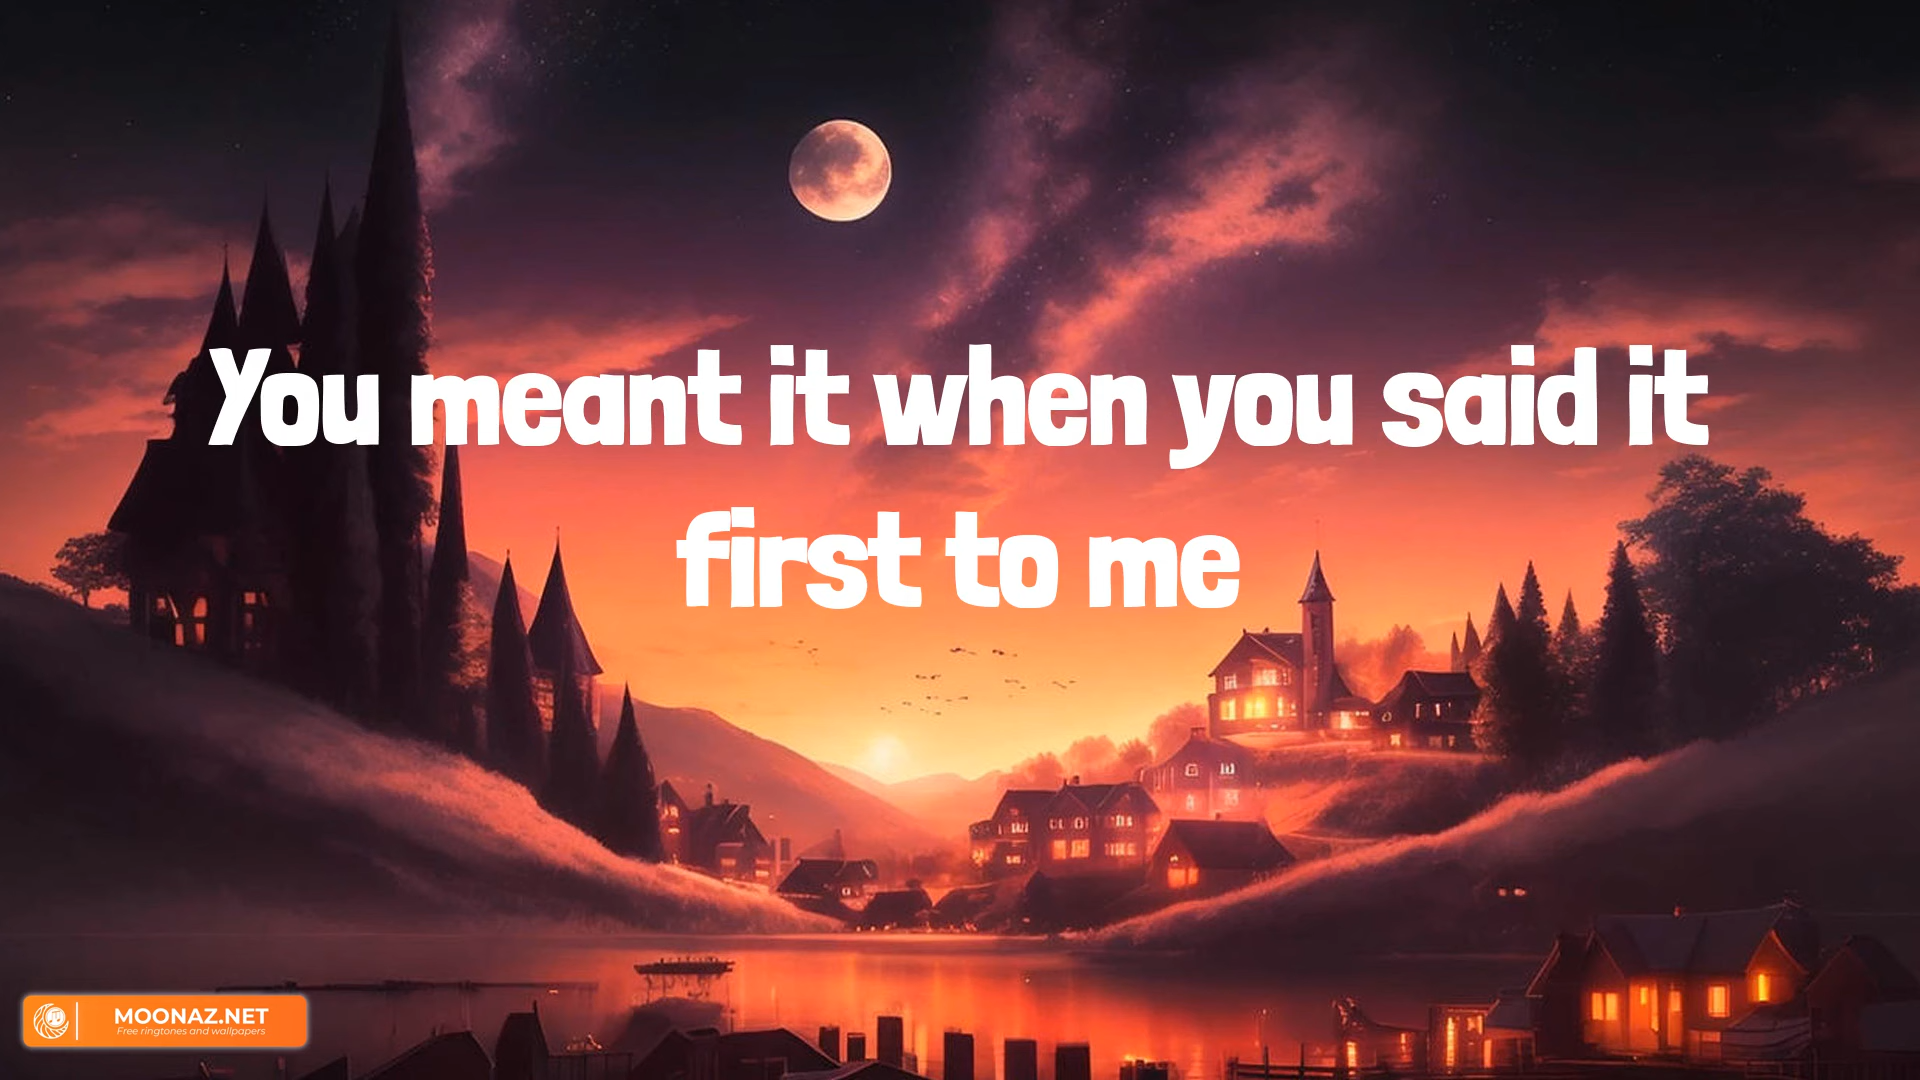 You meant it when you said it
first to me
MOONAZ.NET
Free ringtones and wallpapers